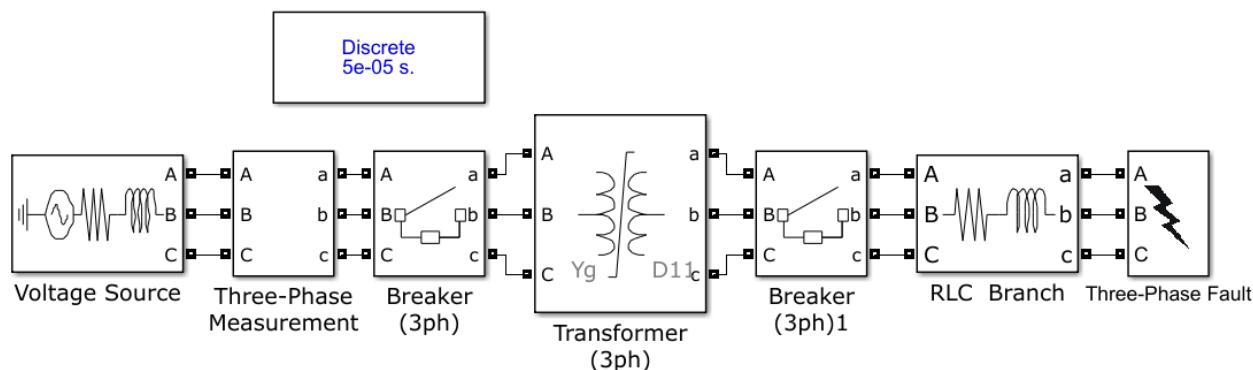 Discrete
5e-05 s.
A
B
C
Voltage Source
A
B
C
a
b
c
Three-Phase
Measurement
A
B
C
a
b
c
Breaker
(3ph)
A
B
C
a
b
c
Yg
D11
Transformer
(3ph)
A
B
C
a
b
c
Breaker
(3ph)1
A
B
C
a
b
c
RLC Branch
A
B
C
Three-Phase Fault